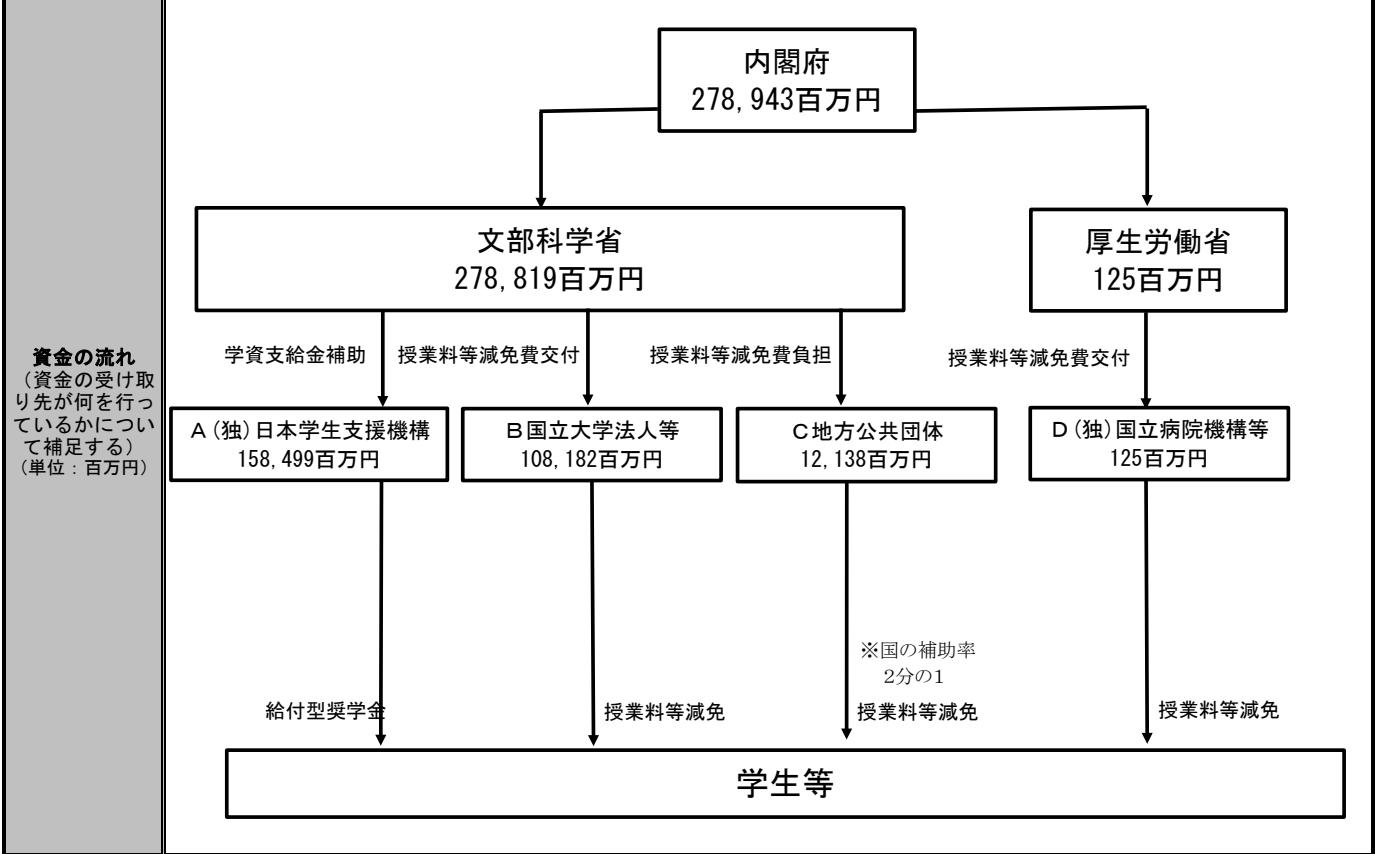 内閣府
278,943百万円
文部科学省
278,819百万円
厚生労働省
125百万円
資金の流れ
（資金の受け取
り先が何を行っ
ているかについ
て補足する）
（単位：百万円）
学資支給金補助
授業料等減免費交付
授業料等減免費負担
授業料等減免費交付
A（独）日本学生支援機構
158,499百万円
B国立大学法人等
108,182百万円
C地方公共団体
12,138百万円
D（独）国立病院機構等
125百万円
※国の補助率
2分の1
給付型奨学金
授業料等減免
授業料等減免
授業料等減免
学生等